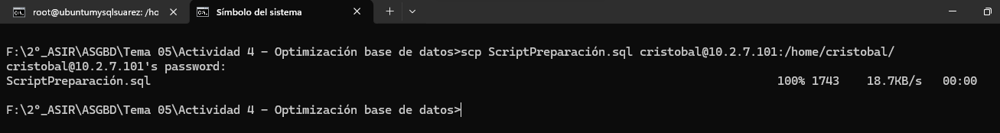 root@ubuntumysqlsuarez: /ho
Símbolo del sistema
F:\2º_ASIR\ASGBD\Tema 05\Actividad 4 - Optimización base de datos>scp ScriptPreparación.sql cristobal@10.2.7.101:/home/cristobal/
cristobal@10.2.7.101's password:
ScriptPreparación.sql 100% 1743 18.7KB/s 00:00
F:\2º_ASIR\ASGBD\Tema 05\Actividad 4 - Optimización base de datos>